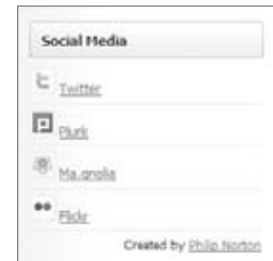 Social Media
Twitter
Plurk
Ma.gnolia
Flickr
Created by Philip Norton